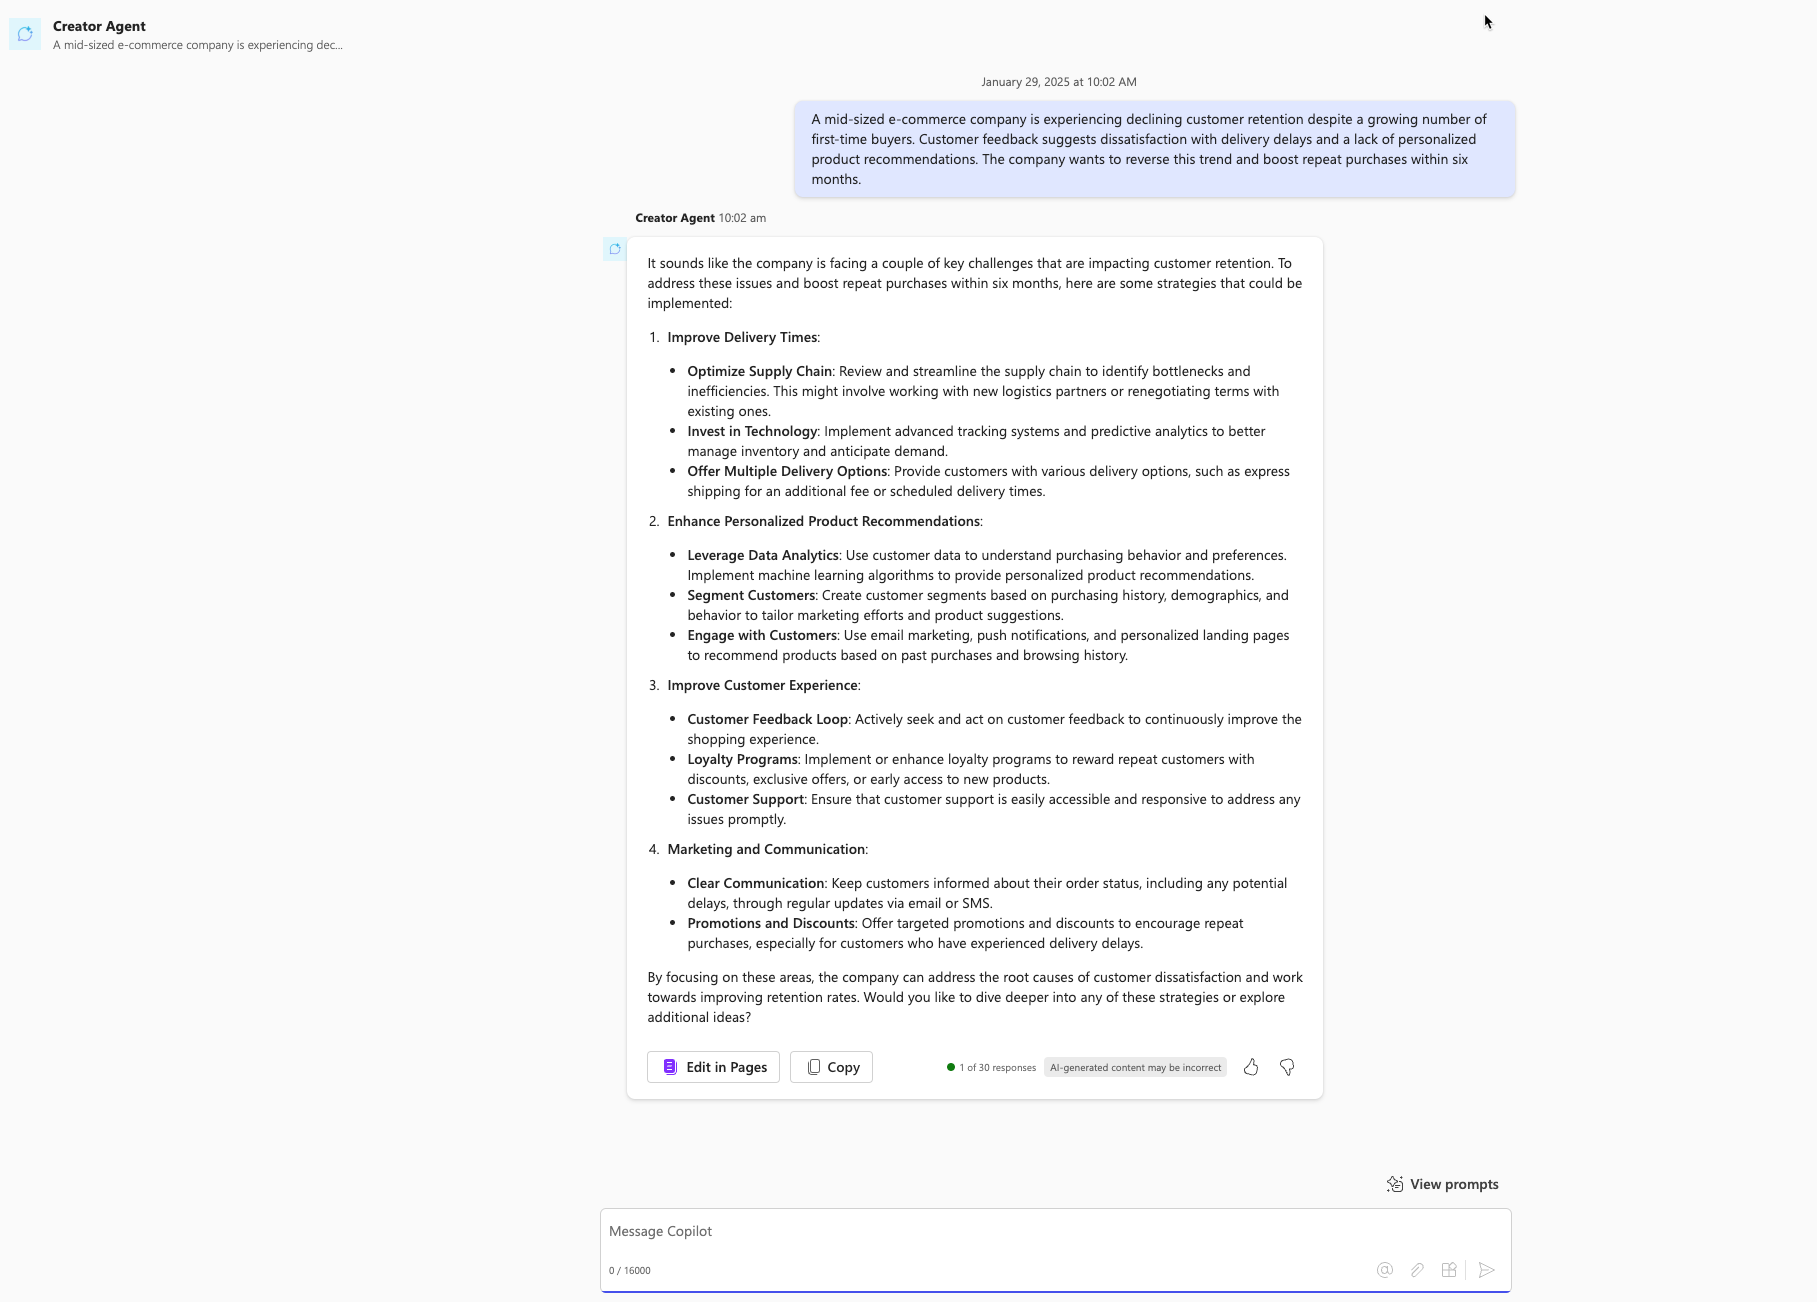 Creator Agent
A mid-sized e-commerce company is experiencing dec...
January 29, 2025 at 10:02 AM
A mid-sized e-commerce company is experiencing declining customer retention despite a growing number of
first-time buyers. Customer feedback suggests dissatisfaction with delivery delays and a lack of personalized
product recommendations. The company wants to reverse this trend and boost repeat purchases within six
months.
Creator Agent 10:02 am
It sounds like the company is facing a couple of key challenges that are impacting customer retention. To
address these issues and boost repeat purchases within six months, here are some strategies that could be
implemented:
1. Improve Delivery Times:
• Optimize Supply Chain: Review and streamline the supply chain to identify bottlenecks and
inefficiencies. This might involve working with new logistics partners or renegotiating terms with
existing ones.
• Invest in Technology: Implement advanced tracking systems and predictive analytics to better
manage inventory and anticipate demand.
• Offer Multiple Delivery Options: Provide customers with various delivery options, such as express
shipping for an additional fee or scheduled delivery times.
2. Enhance Personalized Product Recommendations:
• Leverage Data Analytics: Use customer data to understand purchasing behavior and preferences.
Implement machine learning algorithms to provide personalized product recommendations.
• Segment Customers: Create customer segments based on purchasing history, demographics, and
behavior to tailor marketing efforts and product suggestions.
• Engage with Customers: Use email marketing, push notifications, and personalized landing pages
to recommend products based on past purchases and browsing history.
3. Improve Customer Experience:
• Customer Feedback Loop: Actively seek and act on customer feedback to continuously improve the
shopping experience.
• Loyalty Programs: Implement or enhance loyalty programs to reward repeat customers with
discounts, exclusive offers, or early access to new products.
• Customer Support: Ensure that customer support is easily accessible and responsive to address any
issues promptly.
4. Marketing and Communication:
• Clear Communication: Keep customers informed about their order status, including any potential
delays, through regular updates via email or SMS.
• Promotions and Discounts: Offer targeted promotions and discounts to encourage repeat
purchases, especially for customers who have experienced delivery delays.
By focusing on these areas, the company can address the root causes of customer dissatisfaction and work
towards improving retention rates. Would you like to dive deeper into any of these strategies or explore
additional ideas?
Edit in Pages Copy 1 of 30 responses AI-generated content may be incorrect
View prompts
Message Copilot
0 / 16000